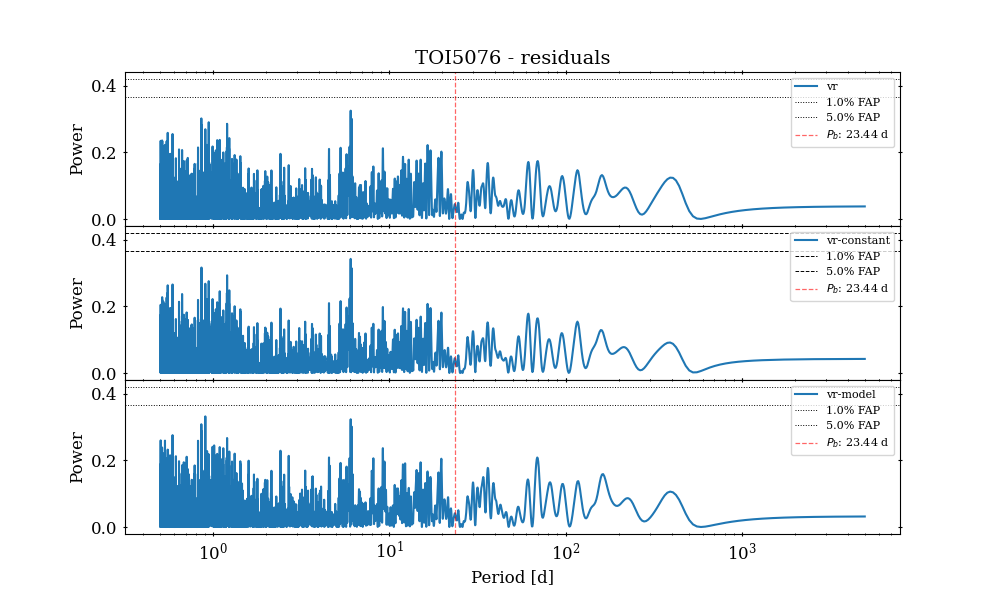 TOI5076 - residuals
0.4
0.2
0.0
Power
vr
1.0% FAP
5.0% FAP
P_b: 23.44 d
0.4
0.2
0.0
Power
vr-constant
1.0% FAP
5.0% FAP
P_b: 23.44 d
0.4
0.2
0.0
Power
vr-model
1.0% FAP
5.0% FAP
P_b: 23.44 d
10^0 10^1 10^2 10^3
Period [d]